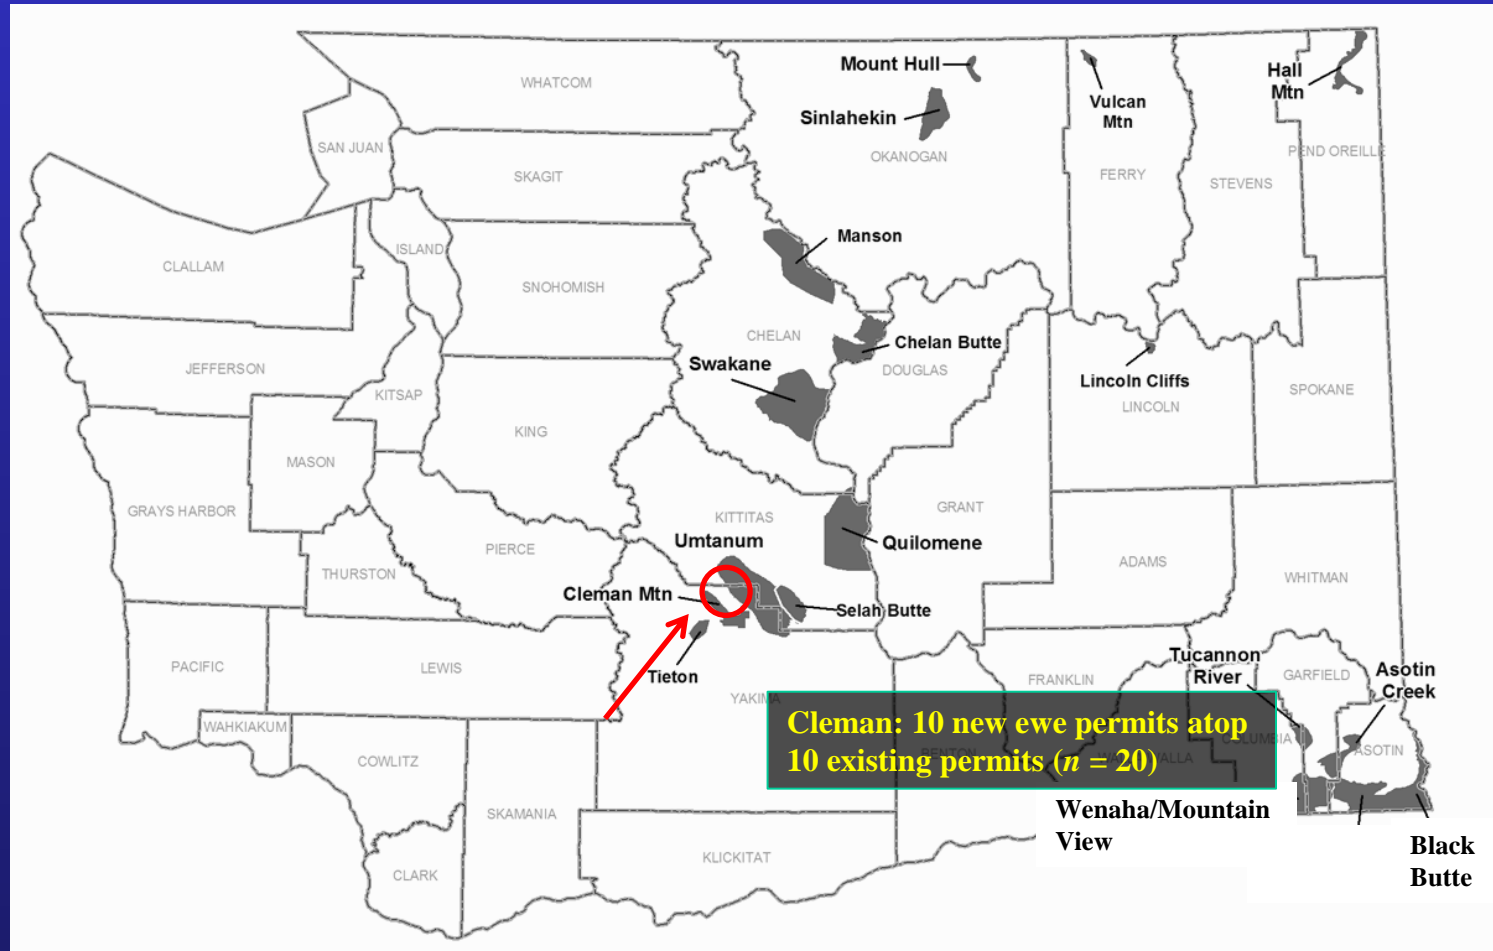 WHATCOM
Mount Hull
Hall
Mtn
Vulcan
Mtn
Sinlahekin
SAN JUAN
OKANOGAN
PEND OREILLE
SKAGIT
FERRY
STEVENS
Manson
ISLAND
CLALLAM
SNOHOMISH
CHELAN
Chelan Butte
Swakane
DOUGLAS
JEFFERSON
Lincoln Cliffs
KITSAP
SPOKANE
LINCOLN
KING
MASON
GRAYS HARBOR
GRANT
KITTITAS
Umtanum
Quilomene
PIERCE
ADAMS
THURSTON
WHITMAN
Cleman Mtn
Selah Butte
Tucannon
River
PACIFIC
LEWIS
Tieton
FRANKLIN
GARFIELD
Asotin
Creek
YAKIMA
WAHKIAKUM
Cleman: 10 new ewe permits atop
10 existing permits (n = 20)
COLUMBIA
BENTON
WALLA WALLA
ASOTIN
COWLITZ
SKAMANIA
Wenaha/Mountain
View
Black
Butte
KLICKITAT
CLARK